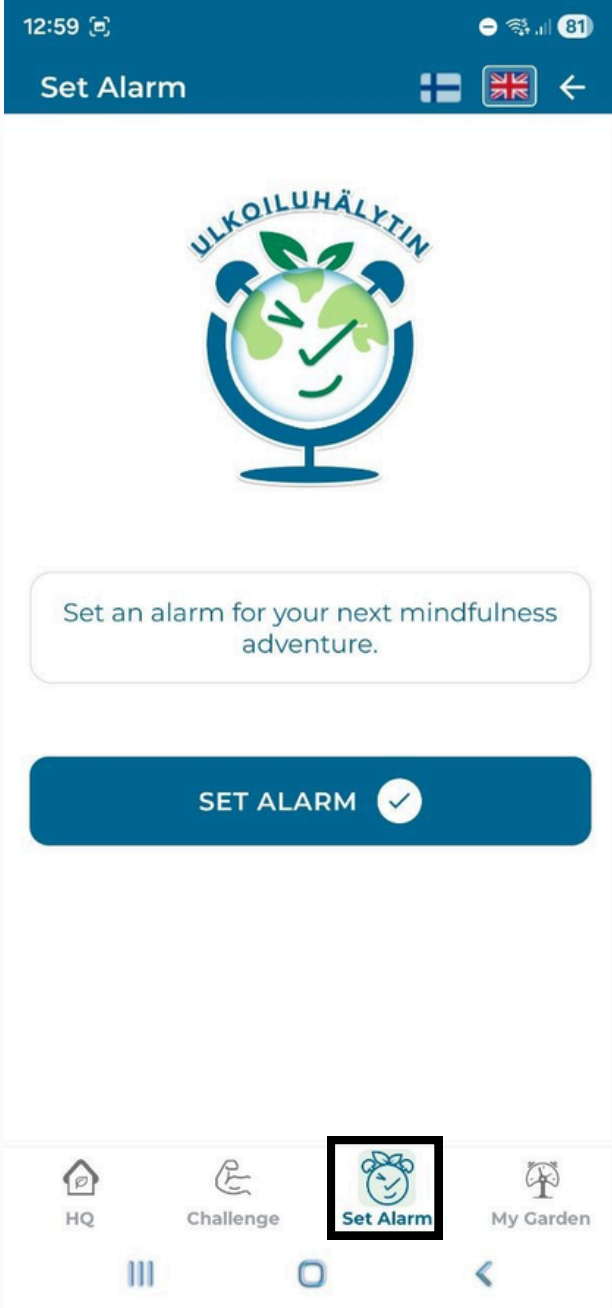 12:59
81
Set Alarm
ULKOILUHÄLYTIN
Set an alarm for your next mindfulness
adventure.
SET ALARM
HQ
Challenge
Set Alarm
My Garden